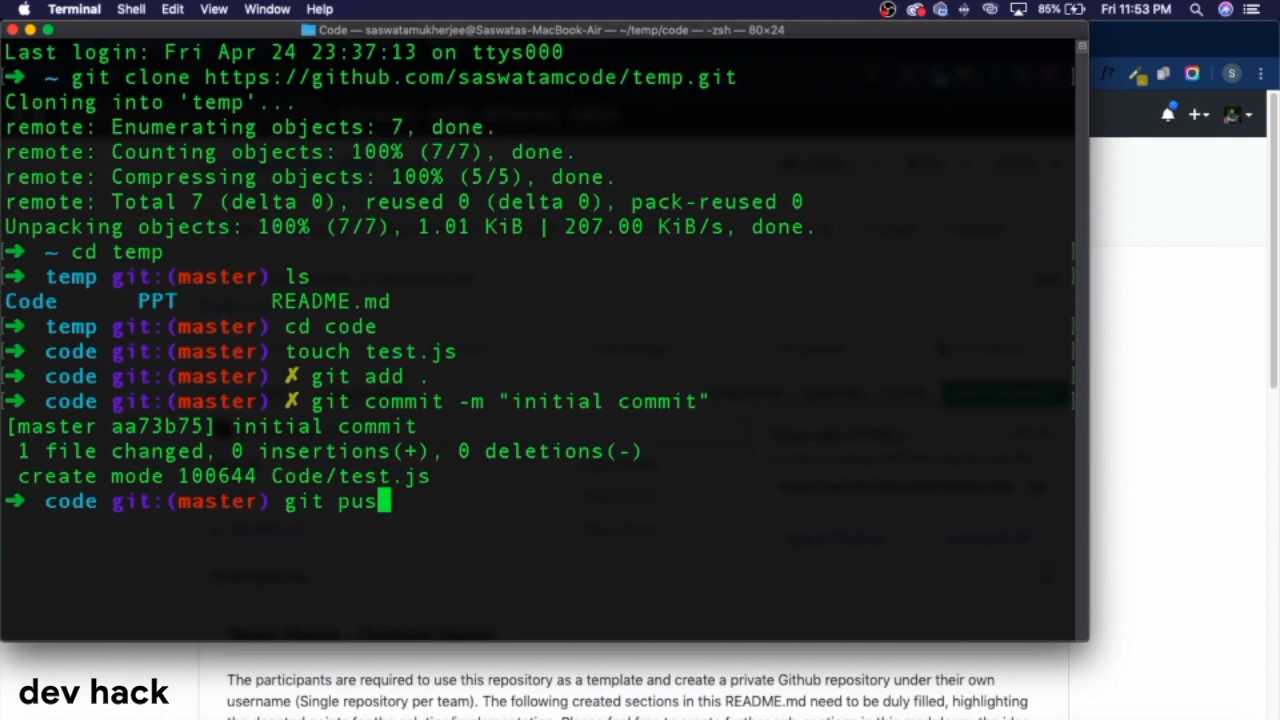 Terminal Shell Edit View Window Help 85% Fri 11:53 PM
Code — saswatamukherjee@Saswatas-MacBook-Air — ~/temp/code — -zsh — 80×24
Last login: Fri Apr 24 23:37:13 on ttys000
➜ ~ git clone https://github.com/saswatamcode/temp.git
Cloning into 'temp'...
remote: Enumerating objects: 7, done.
remote: Counting objects: 100% (7/7), done.
remote: Compressing objects: 100% (5/5), done.
remote: Total 7 (delta 0), reused 0 (delta 0), pack-reused 0
Unpacking objects: 100% (7/7), 1.01 KiB | 207.00 KiB/s, done.
➜ ~ cd temp
➜ temp git:(master) ls
Code PPT README.md
➜ temp git:(master) cd code
➜ code git:(master) touch test.js
➜ code git:(master) ✗ git add .
➜ code git:(master) ✗ git commit -m "initial commit"
[master aa73b75] initial commit
1 file changed, 0 insertions(+), 0 deletions(-)
create mode 100644 Code/test.js
➜ code git:(master) git pus
f?
S
The participants are required to use this repository as a template and create a private Github repository under their own
username (Single repository per team). The following created sections in this README.md need to be duly filled, highlighting
dev hack